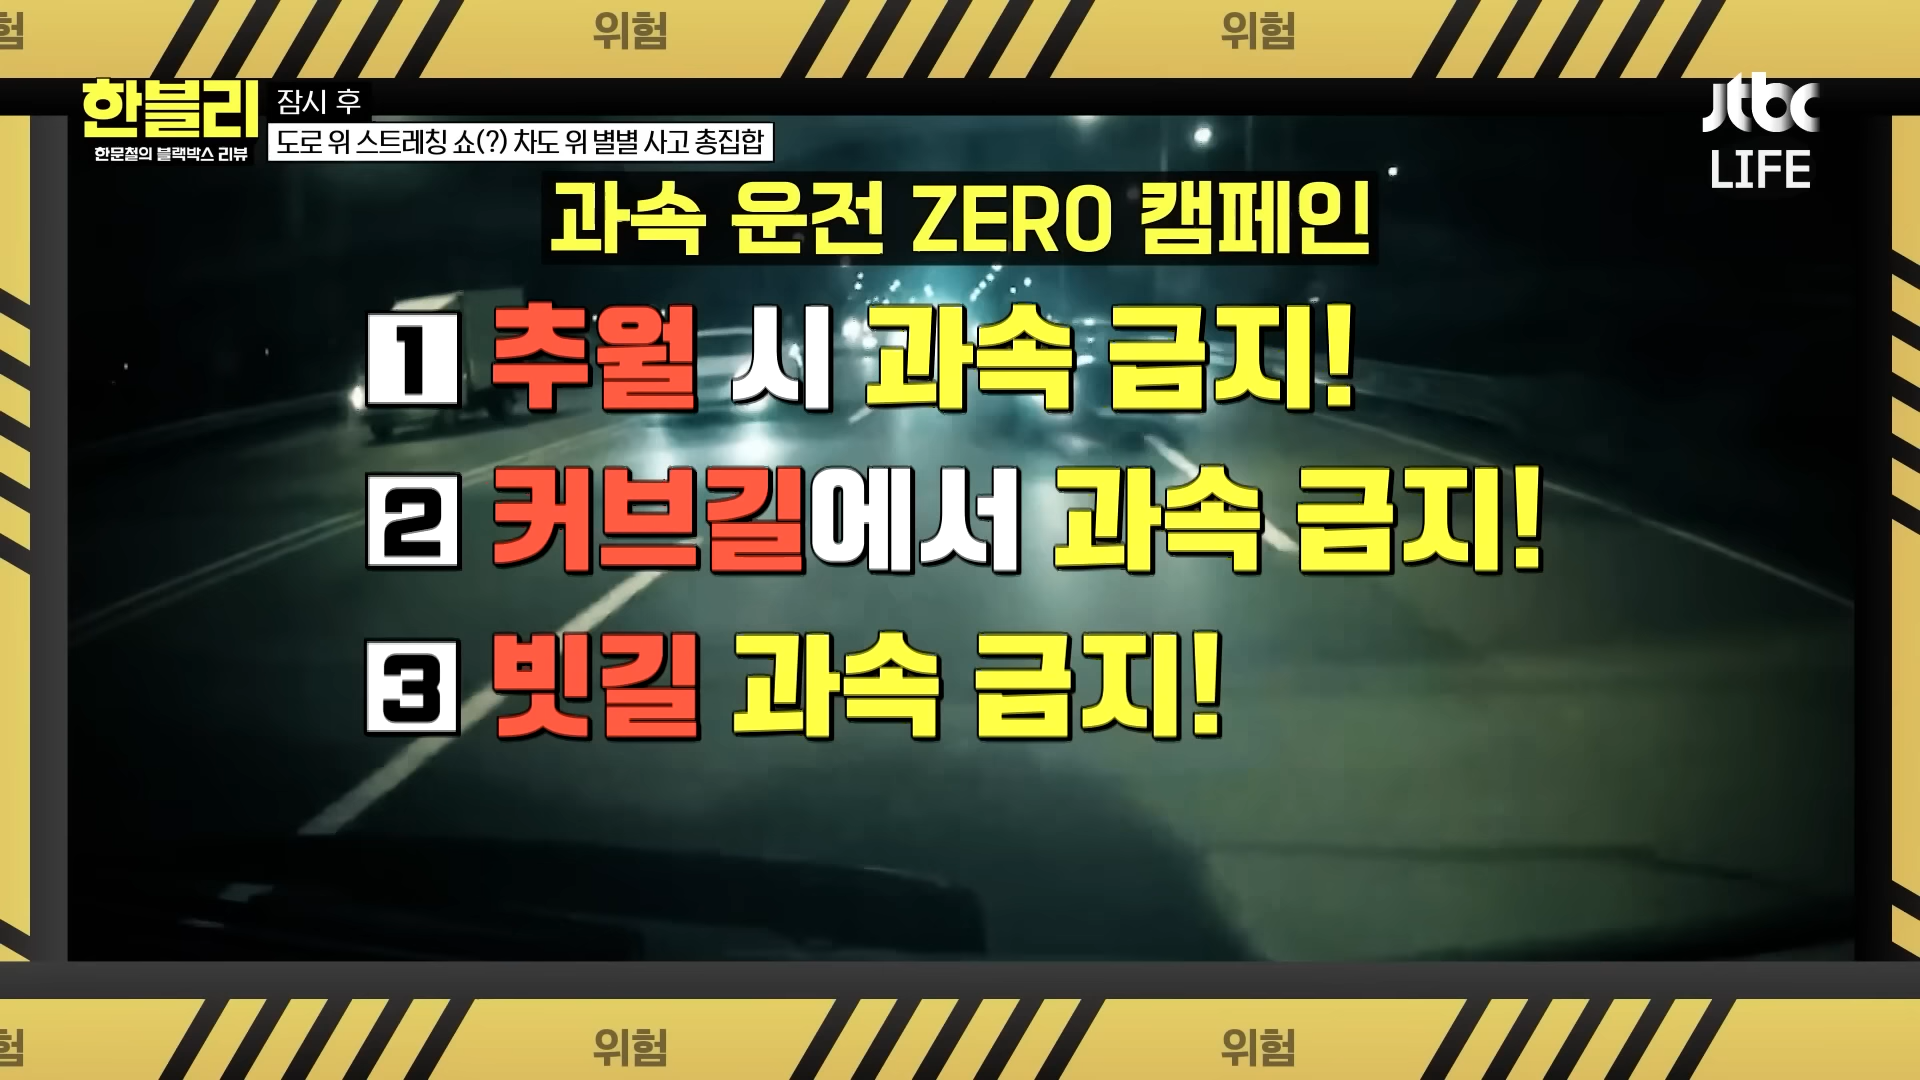 위험
위험
위험
한블리
한문철의 블랙박스 리뷰
잠시 후
도로 위 스트레칭 쇼(?) 차도 위 별별 사고 총집합
jtbc
LIFE
과속 운전 ZERO 캠페인
1 추월 시 과속 금지!
2 커브길에서 과속 금지!
3 빗길 과속 금지!
험
위험
위험